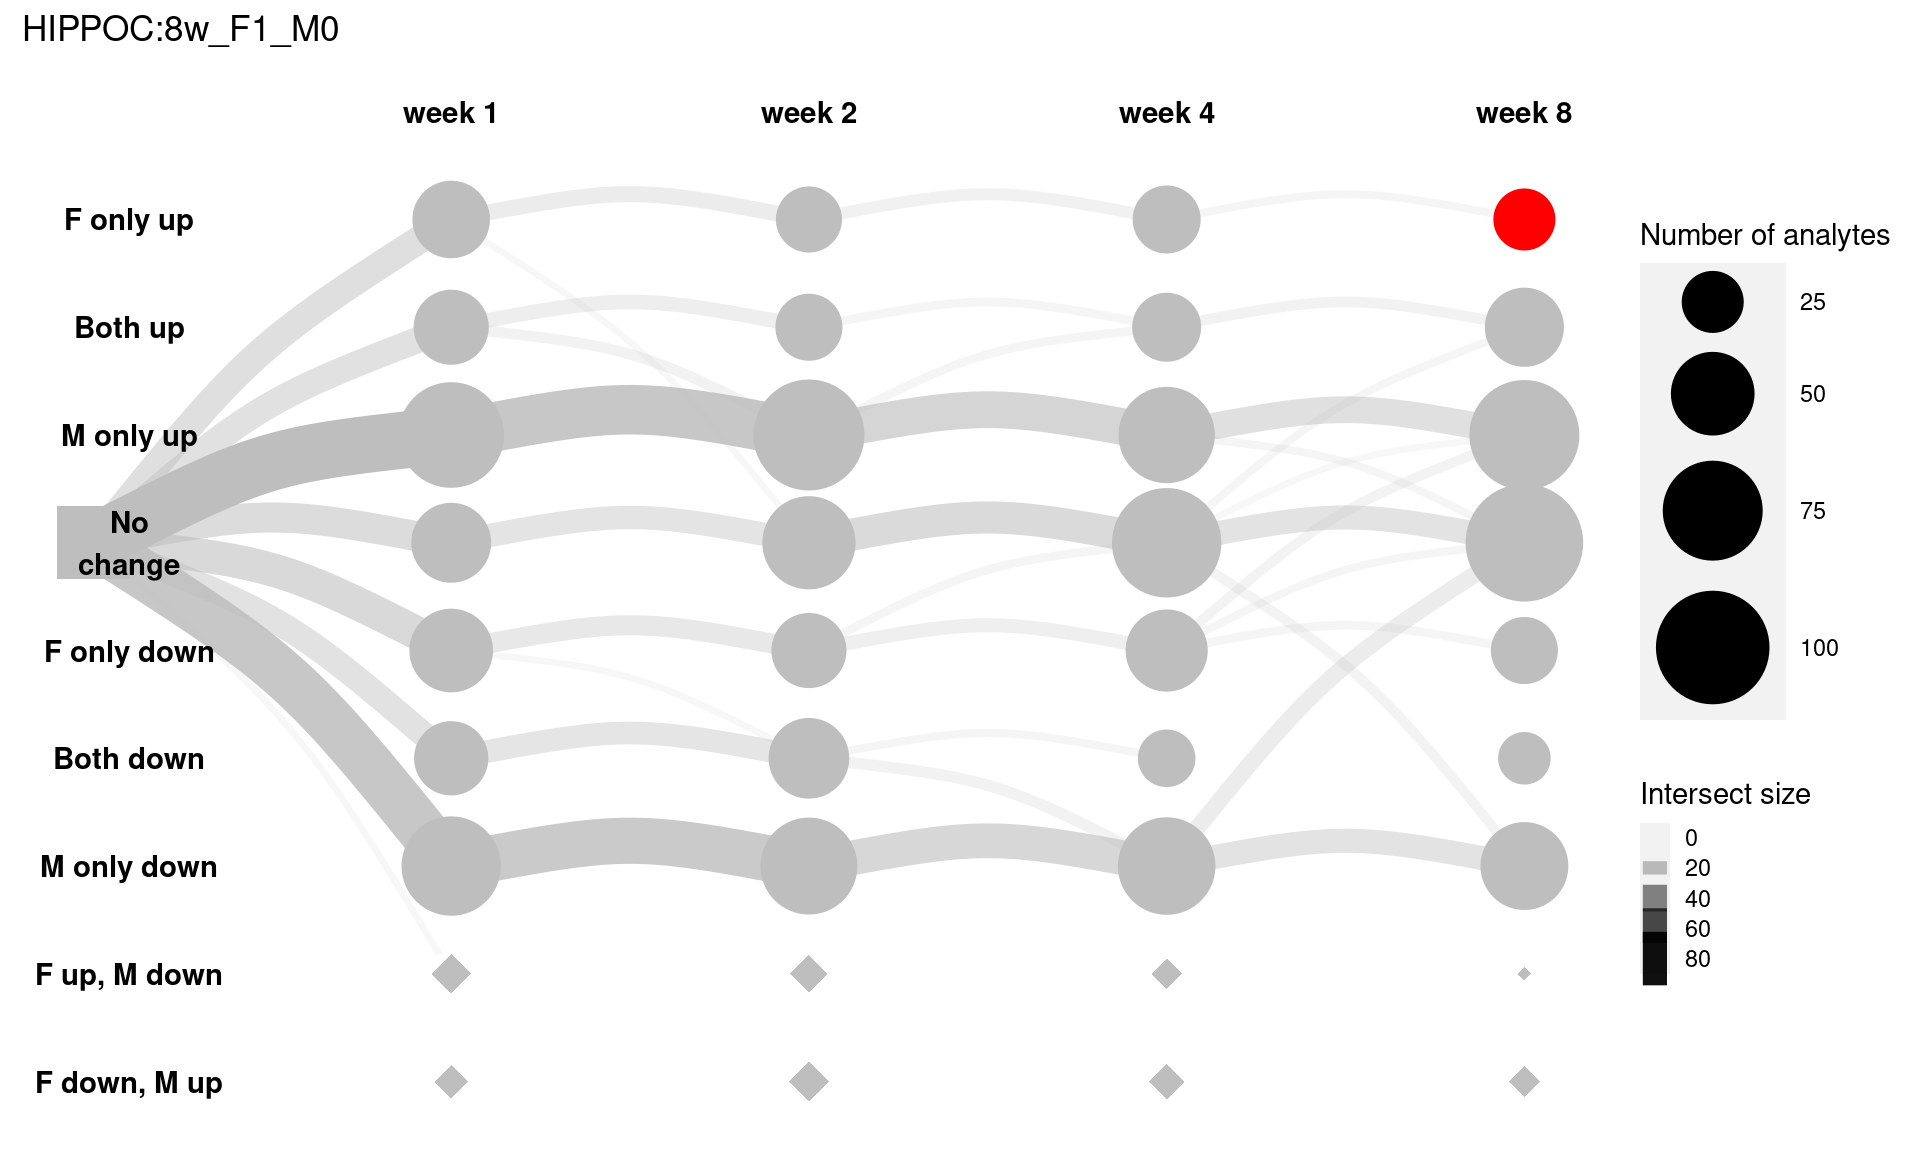 HIPPOC:8w_F1_M0
week 1
week 2
week 4
week 8
F only up
Both up
M only up
No
change
F only down
Both down
M only down
F up, M down
F down, M up
Number of analytes
25
50
75
100
Intersect size
0
20
40
60
80